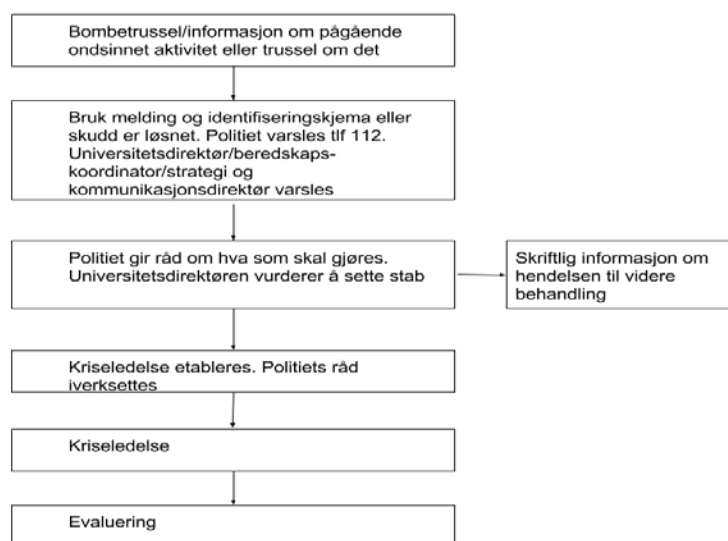 Bombetrussel/informasjon om pågående
ondsinnet aktivitet eller trussel om det
Bruk melding og identifiseringskjema eller
skudd er løsnet. Politiet varsles tlf 112.
Universitetsdirektør/beredskaps-
koordinator/strategi og
kommunikasjonsdirektør varsles
Politiet gir råd om hva som skal gjøres.
Universitetsdirektøren vurderer å sette stab
Skriftlig informasjon om
hendelsen til videre
behandling
Kriseledelse etableres. Politiets råd
iverksettes
Kriseledelse
Evaluering